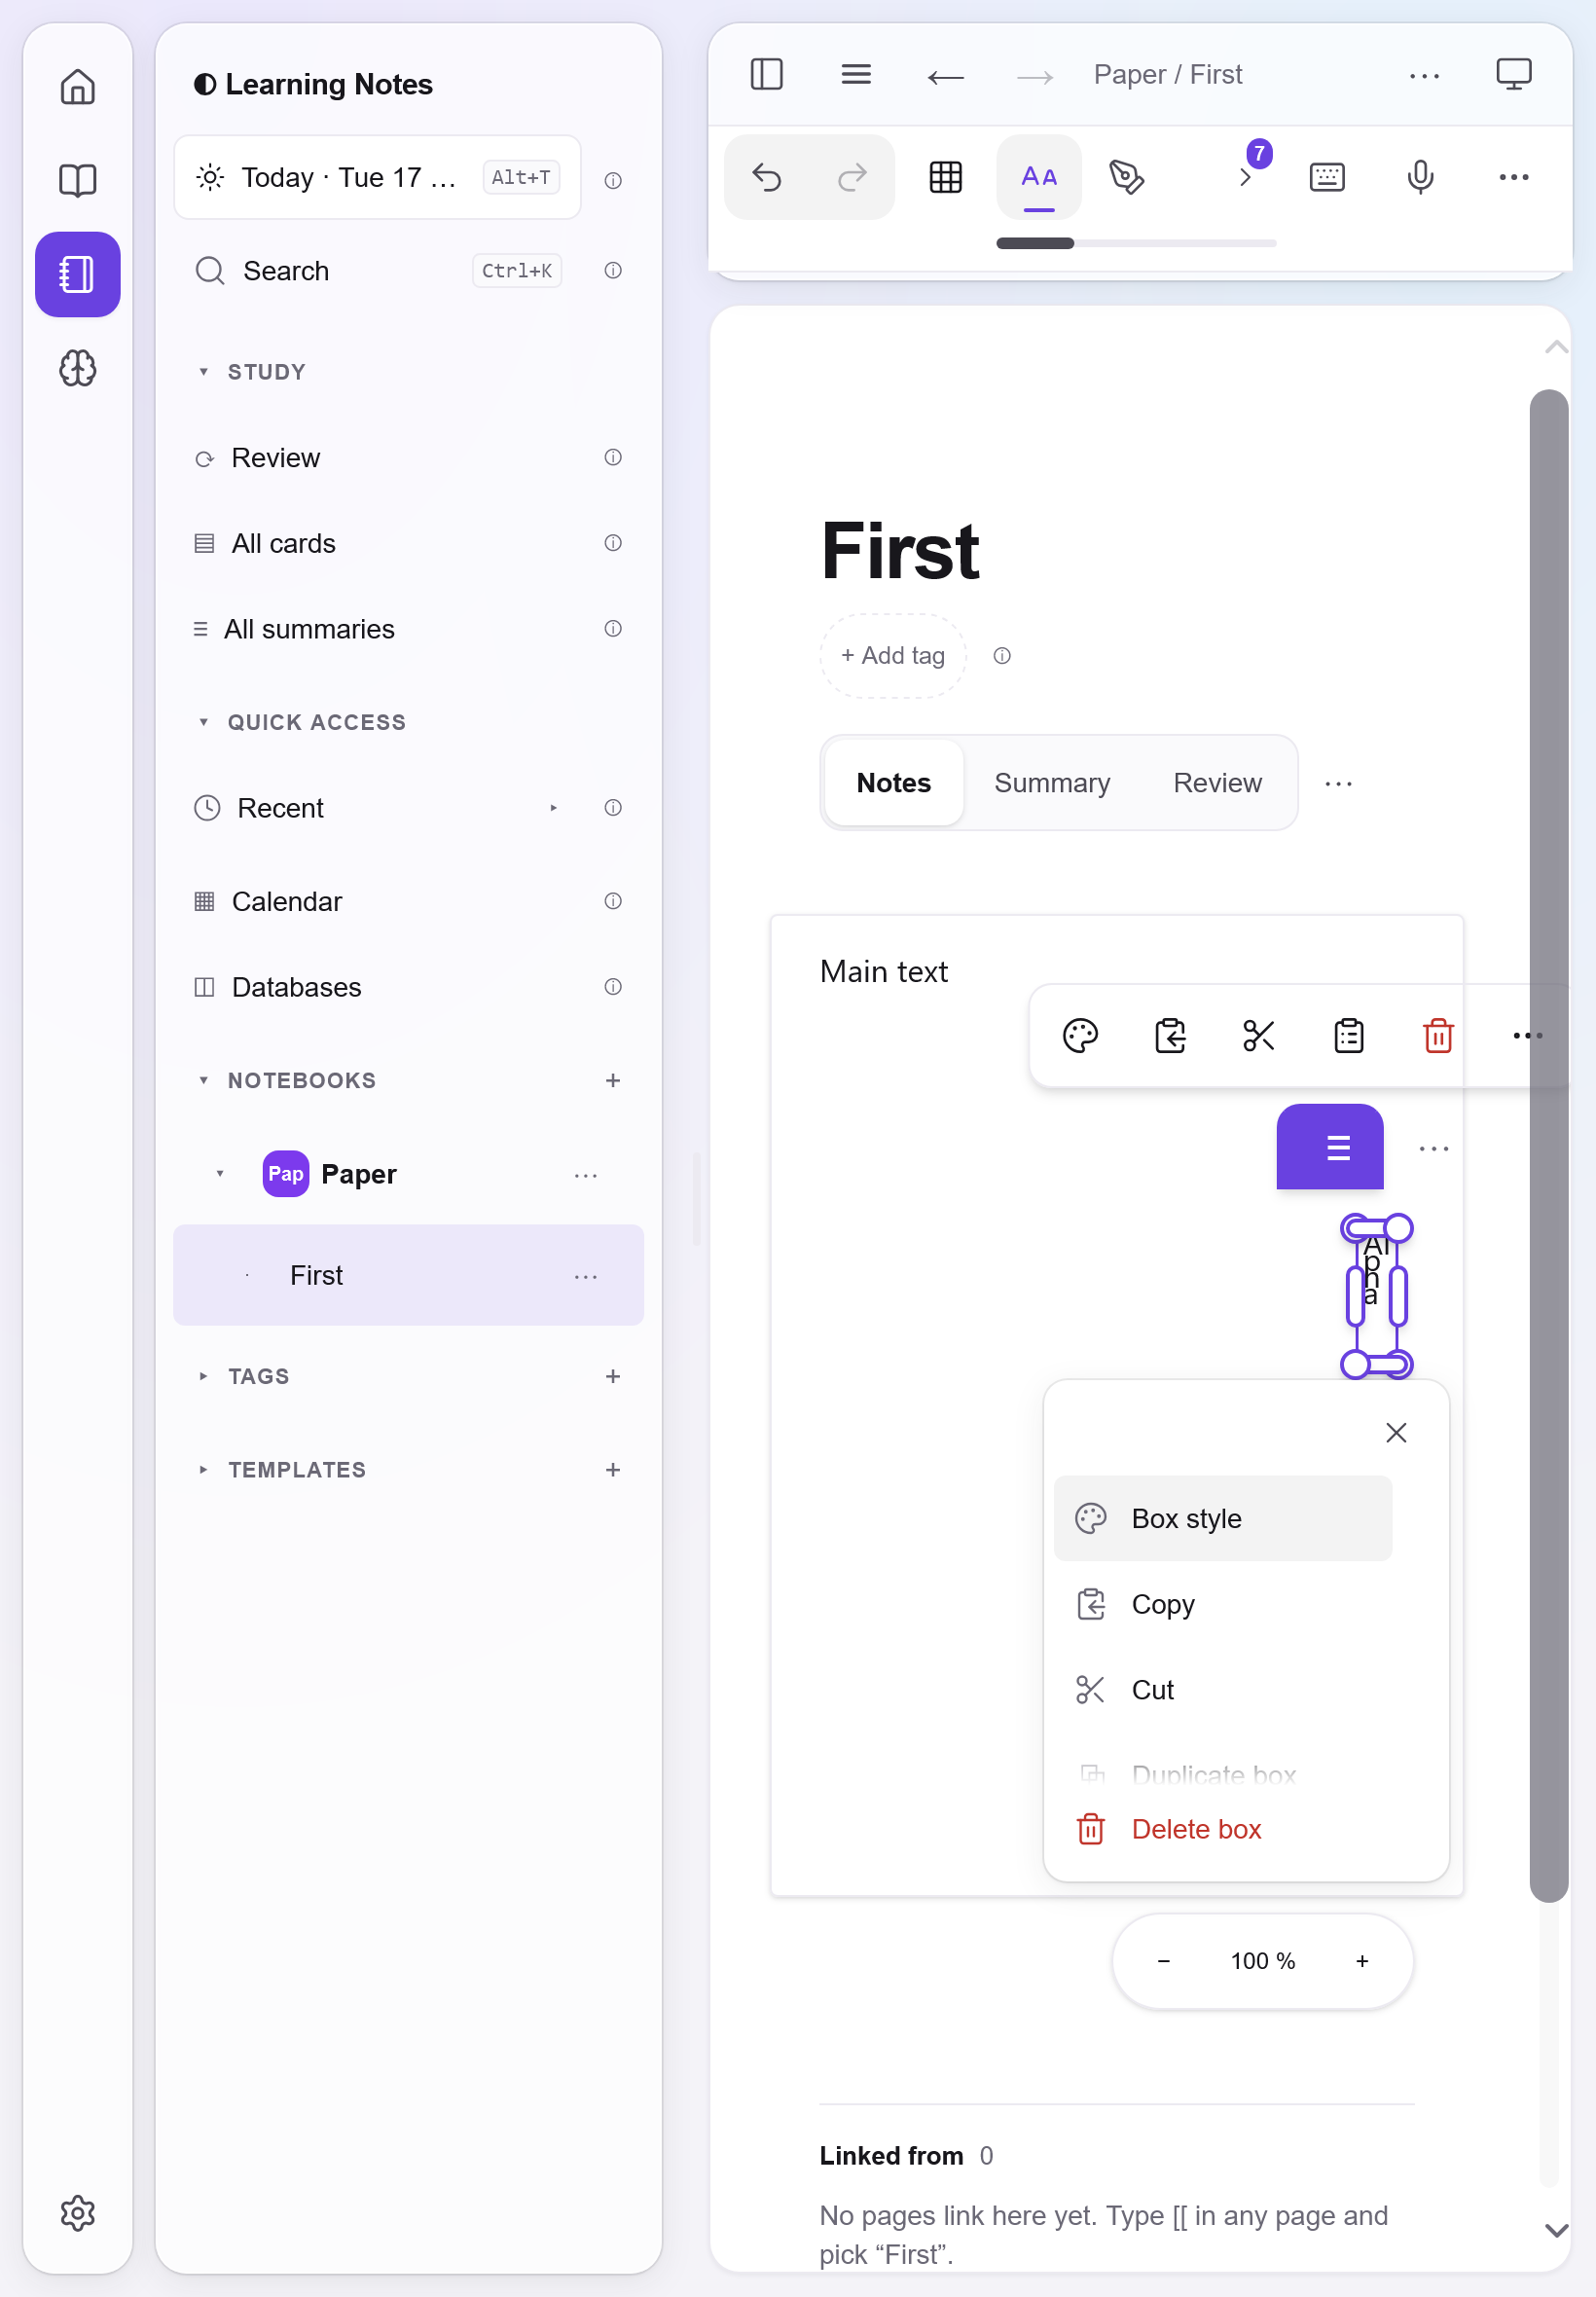 Learning Notes
Today · Tue 17 …
Alt+T
Search
Ctrl+K
STUDY
Review
All cards
All summaries
QUICK ACCESS
Recent
Calendar
Databases
NOTEBOOKS
Pap
Paper
First
TAGS
TEMPLATES
Paper / First
AA
7
First
+ Add tag
Notes
Summary
Review
Main text
Al
p
h
a
Box style
Copy
Cut
Duplicate box
Delete box
− 100 % +
Linked from 0
No pages link here yet. Type [[ in any page and
pick “First”.